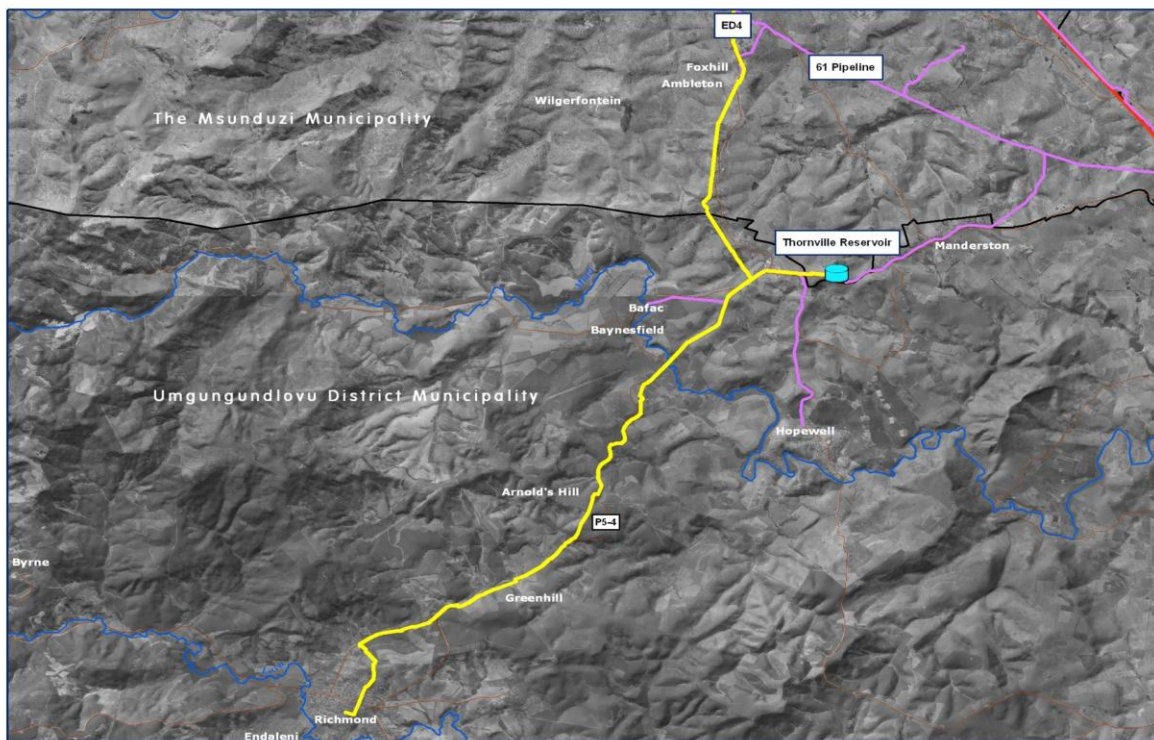 ED4
Foxhill
61 Pipeline
Ambleton
Wilgerfontein
The Msunduzi Municipality
Thornville Reservoir
Manderston
Bafac
Baynesfield
Umgungundlovu District Municipality
Hopewell
Arnold's Hill
P5-4
Byrne
Greenhill
Richmond
Endaleni